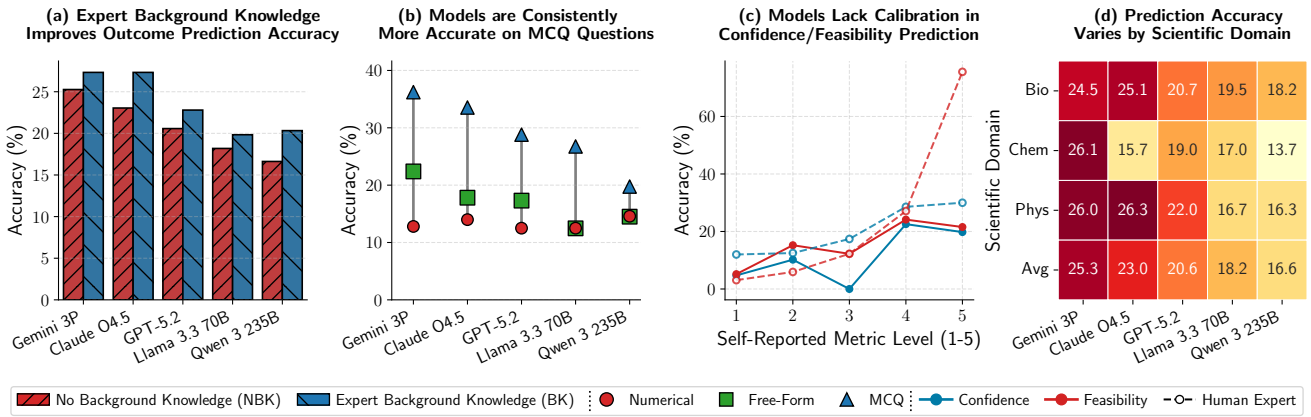 (a) Expert Background Knowledge
Improves Outcome Prediction Accuracy
Accuracy (%)
25
20
15
10
5
0
Gemini 3P
Claude O4.5
GPT-5.2
Llama 3.3 70B
Qwen 3 235B
(b) Models are Consistently
More Accurate on MCQ Questions
Accuracy (%)
40
30
20
10
0
Gemini 3P
Claude O4.5
GPT-5.2
Llama 3.3 70B
Qwen 3 235B
(c) Models Lack Calibration in
Confidence/Feasibility Prediction
Accuracy (%)
60
40
20
0
1 2 3 4 5
Self-Reported Metric Level (1-5)
(d) Prediction Accuracy
Varies by Scientific Domain
Scientific Domain
Bio 24.5 25.1 20.7 19.5 18.2
Chem 26.1 15.7 19.0 17.0 13.7
Phys 26.0 26.3 22.0 16.7 16.3
Avg 25.3 23.0 20.6 18.2 16.6
Gemini 3P
Claude O4.5
GPT-5.2
Llama 3.3 70B
Qwen 3 235B
No Background Knowledge (NBK) Expert Background Knowledge (BK) Numerical Free-Form MCQ Confidence Feasibility Human Expert